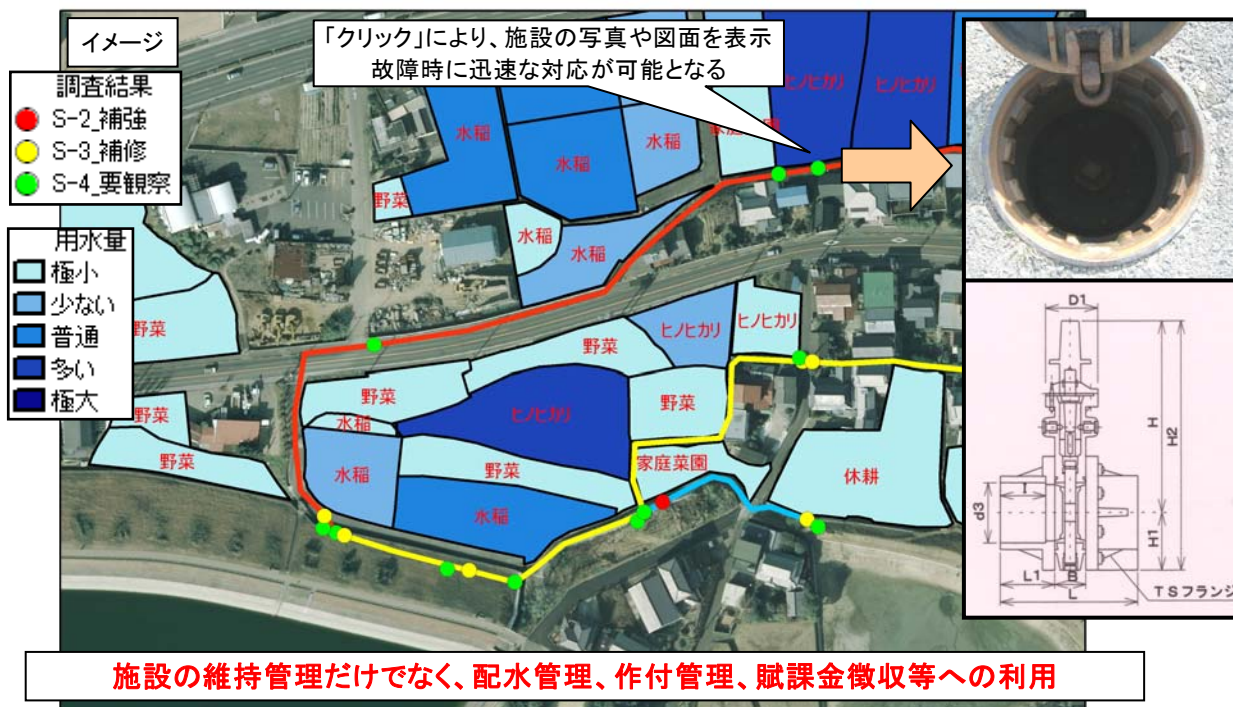 イメージ
「クリック」により、施設の写真や図面を表示
故障時に迅速な対応が可能となる
調査結果
S-2_補強
S-3_補修
S-4_要観察
用水量
極小
少ない
普通
多い
極大
ヒノヒカリ
ヒノヒカリ
水稲
水稲
水稲
野菜
水稲
水稲
野菜
野菜
ヒノヒカリ
ヒノヒカリ
野菜
水稲
ヒノヒカリ
野菜
野菜
野菜
水稲
野菜
家庭菜園
休耕
水稲
D1
H
H2
d3
I
H1
L1
B
L
TSフランジ
施設の維持管理だけでなく、配水管理、作付管理、賦課金徴収等への利用